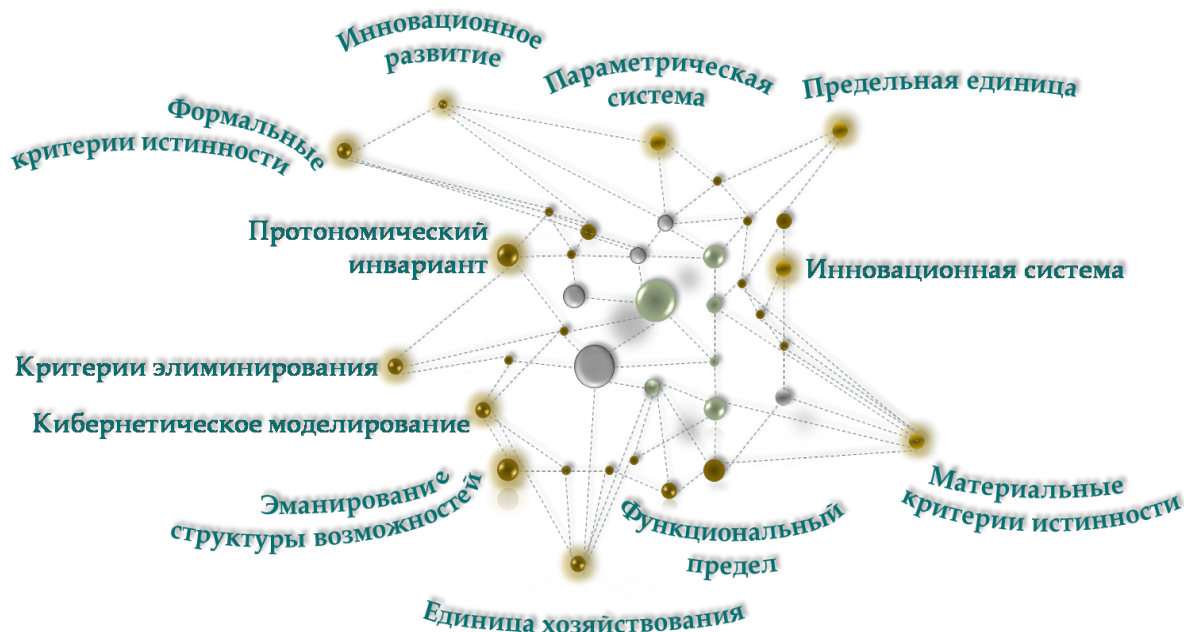 Инновационное
развитие
Параметрическая
система
Предельная единица
Формальные
критерии истинности
Протономический
инвариант
Инновационная система
Критерии элиминирования
Кибернетическое моделирование
Эманирование
структуры возможностей
Функциональный
предел
Материальные
критерии истинности
Единица хозяйствования